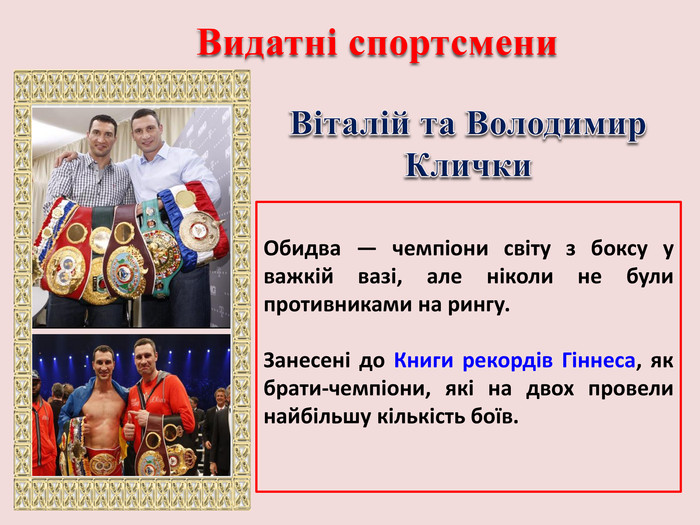 Видатні спортсмени
Віталій та Володимир
Клички
Обидва — чемпіони світу з боксу у
важкій вазі, але ніколи не були
противниками на рингу.
Занесені до Книги рекордів Гіннеса, як
брати-чемпіони, які на двох провели
найбільшу кількість боїв.